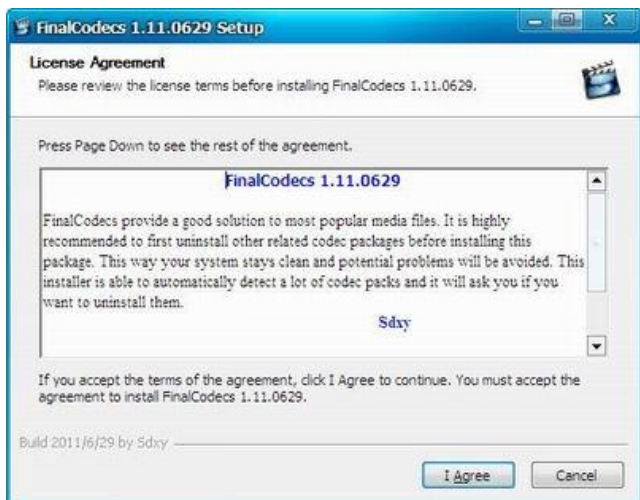 FinalCodecs 1.11.0629 Setup
License Agreement
Please review the license terms before installing FinalCodecs 1.11.0629.
Press Page Down to see the rest of the agreement.
FinalCodecs 1.11.0629
FinalCodecs provide a good solution to most popular media files. It is highly
recommended to first uninstall other related codec packages before installing this
package. This way your system stays clean and potential problems will be avoided. This
installer is able to automatically detect a lot of codec packs and it will ask you if you
want to uninstall them.
Sdxy
If you accept the terms of the agreement, click I Agree to continue. You must accept the
agreement to install FinalCodecs 1.11.0629.
Build 2011/6/29 by Sdxy
I Agree
Cancel